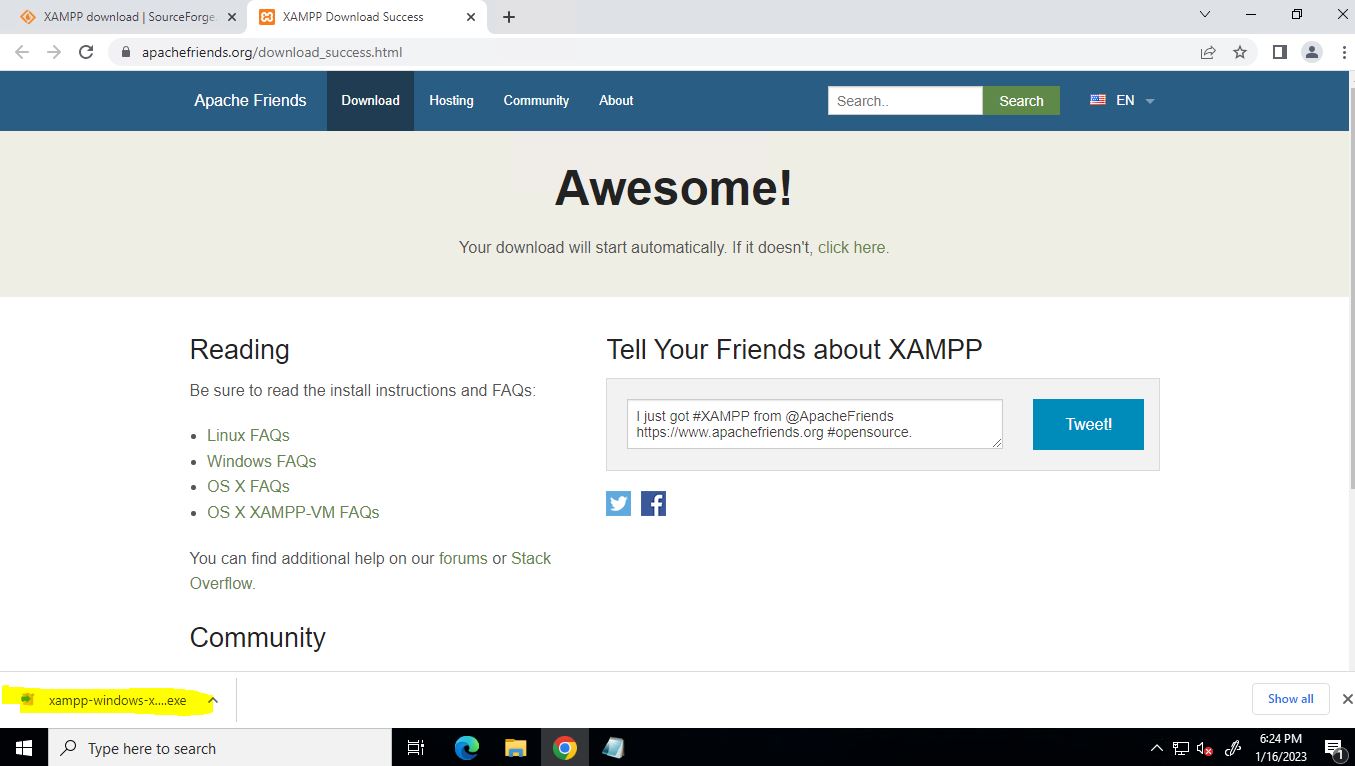 XAMPP download | SourceForge.
XAMPP Download Success
apachefriends.org/download_success.html
Apache Friends
Download
Hosting
Community
About
Search..
Search
EN
Awesome!
Your download will start automatically. If it doesn't, click here.
Reading
Be sure to read the install instructions and FAQs:
Linux FAQs
Windows FAQs
OS X FAQs
OS X XAMPP-VM FAQs
You can find additional help on our forums or Stack
Overflow.
Community
Tell Your Friends about XAMPP
I just got #XAMPP from @ApacheFriends
https://www.apachefriends.org #opensource.
Tweet!
xampp-windows-x....exe
Show all
Type here to search
6:24 PM
1/16/2023
1